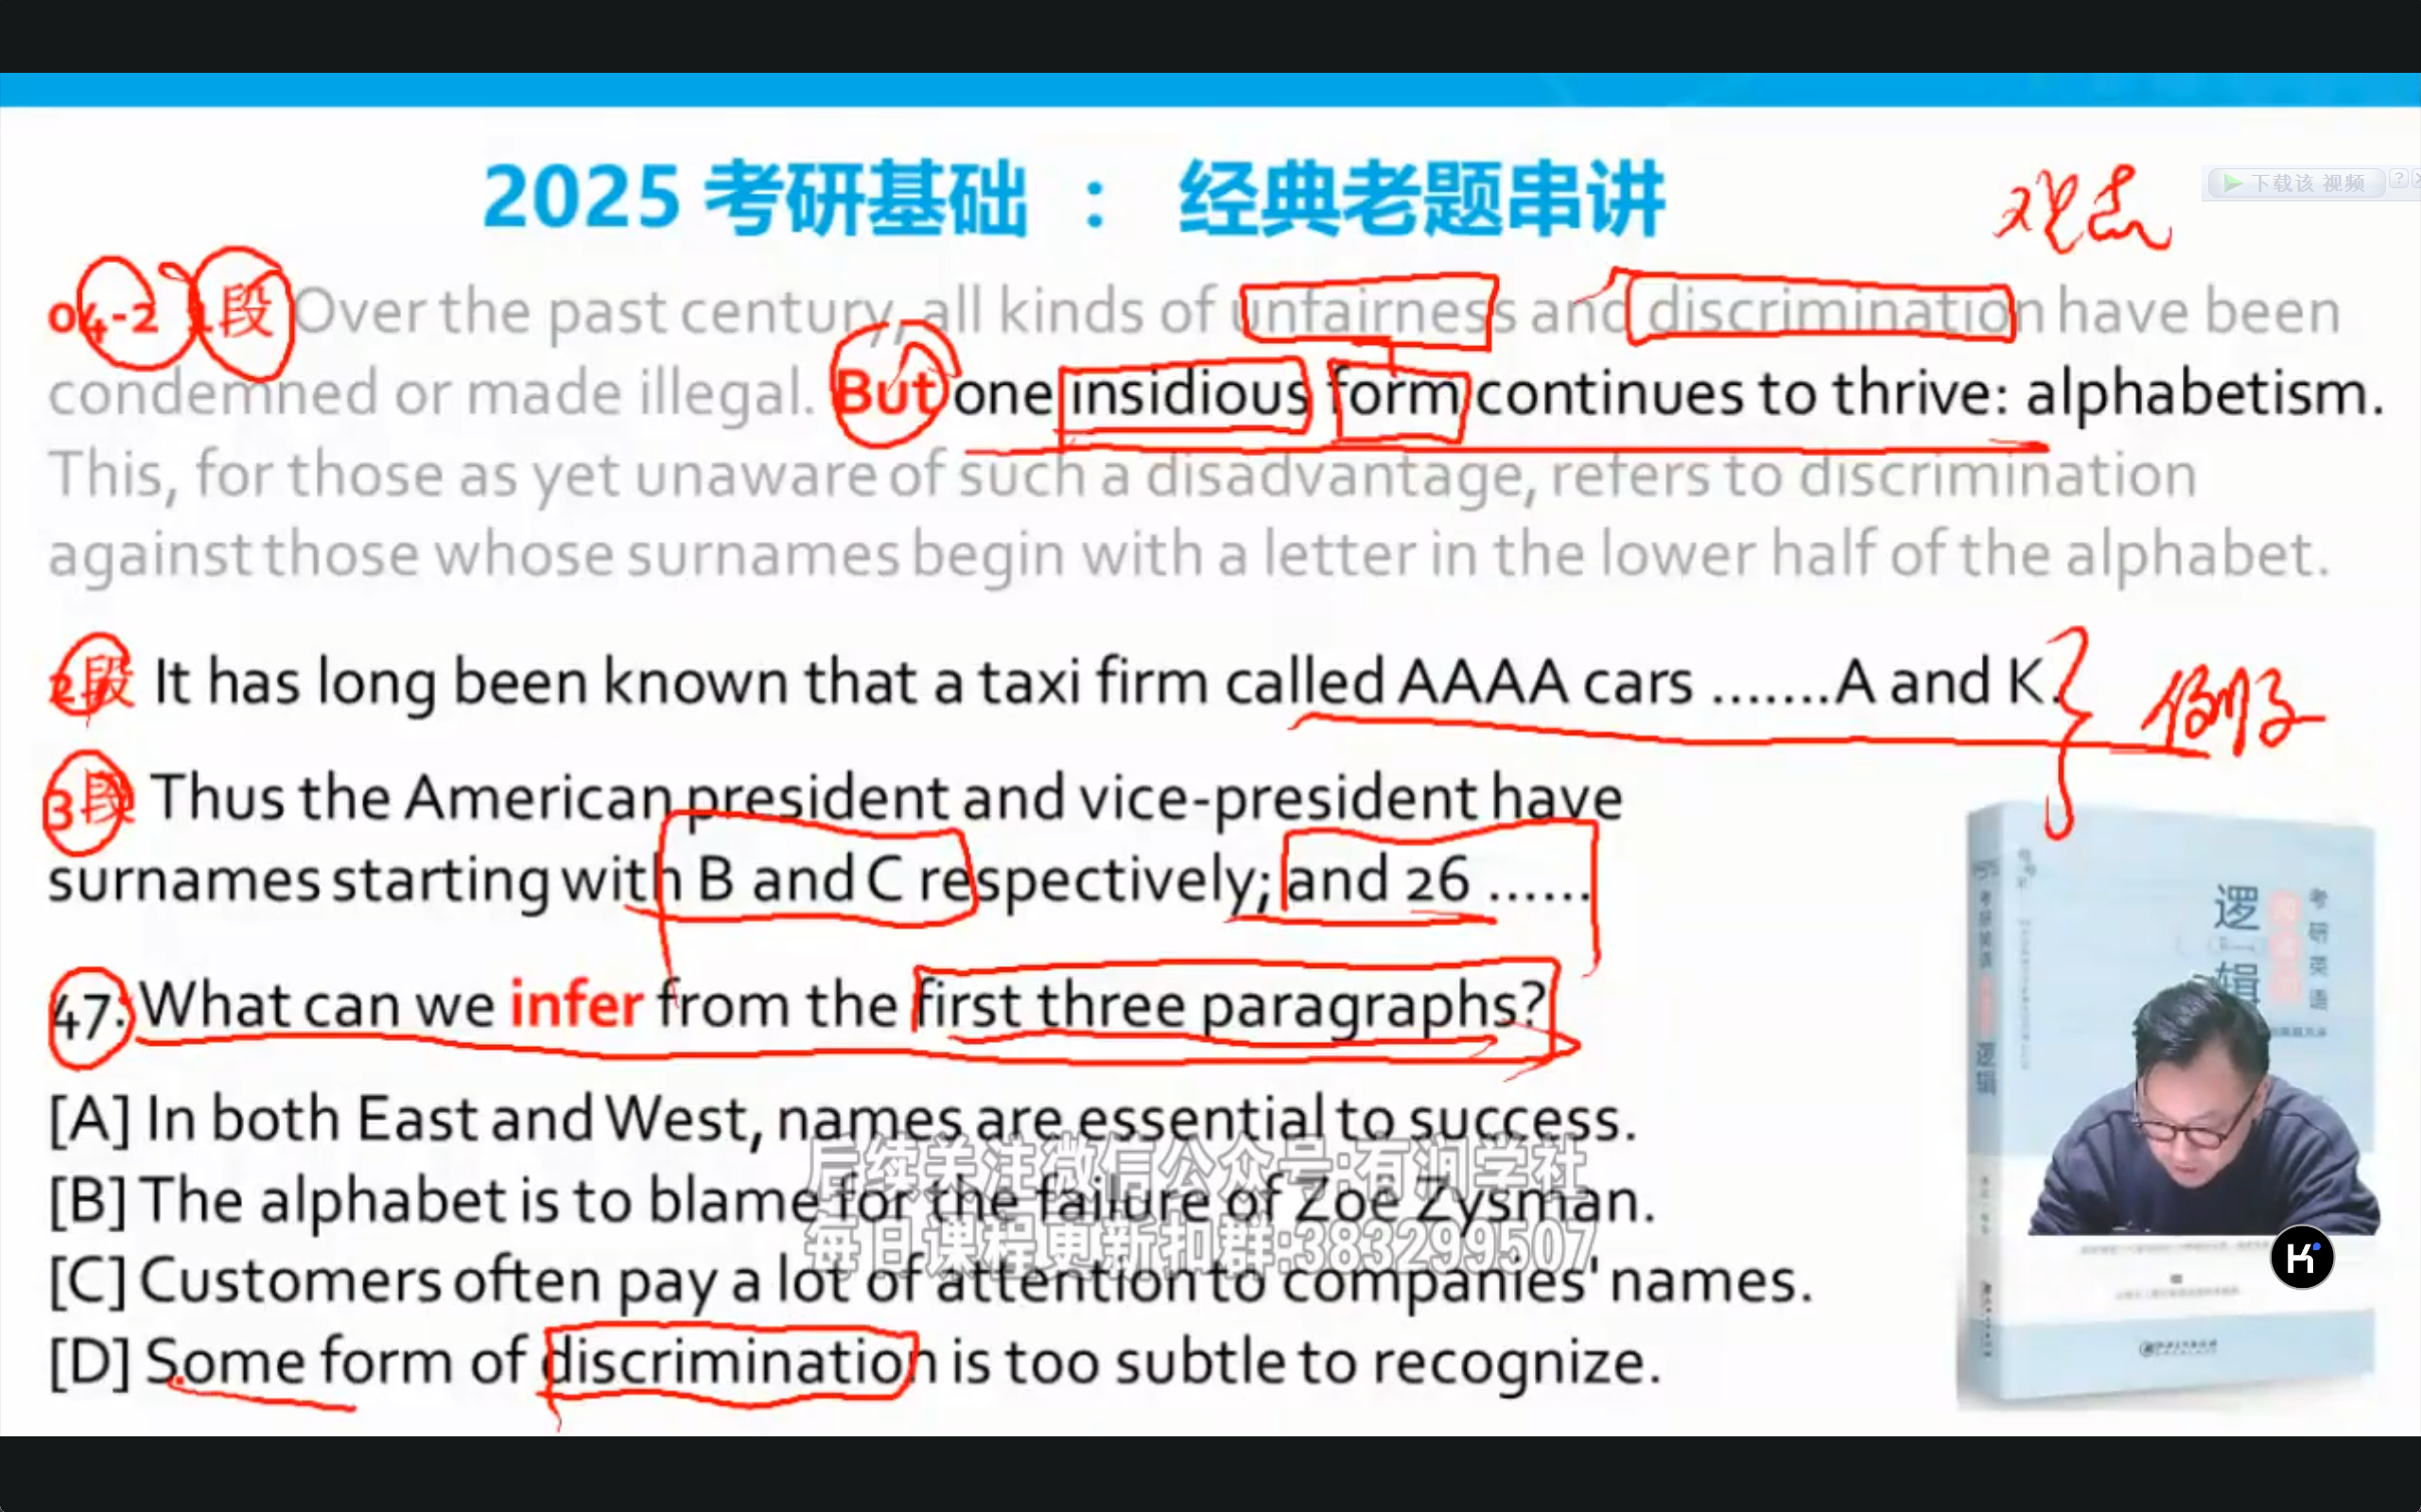 2025 考研基础 ： 经典老题串讲
观点
下载该 视频
04-2 1段 Over the past century, all kinds of unfairness and discrimination have been
condemned or made illegal. But one insidious form continues to thrive: alphabetism.
This, for those as yet unaware of such a disadvantage, refers to discrimination
against those whose surnames begin with a letter in the lower half of the alphabet.
2段 It has long been known that a taxi firm called AAAA cars .......A and K.
例子
3段 Thus the American president and vice-president have
surnames starting with B and C respectively; and 26 ......
47. What can we infer from the first three paragraphs?
[A] In both East and West, names are essential to success.
[B] The alphabet is to blame for the failure of Zoë Zysman.
[C] Customers often pay a lot of attention to companies' names.
[D] Some form of discrimination is too subtle to recognize.
后续关注微信公众号:有润学社
每日课程更新扣群:383299507
考研英语
逻辑
K